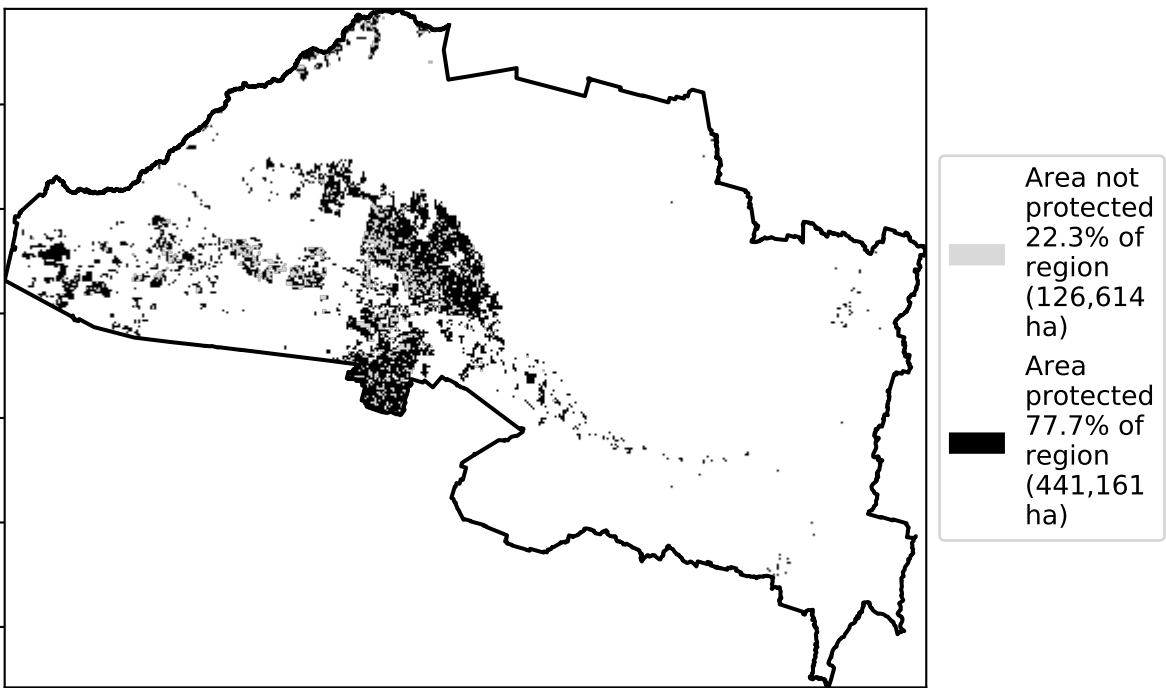 Area not
protected
22.3% of
region
(126,614
ha)
Area
protected
77.7% of
region
(441,161
ha)